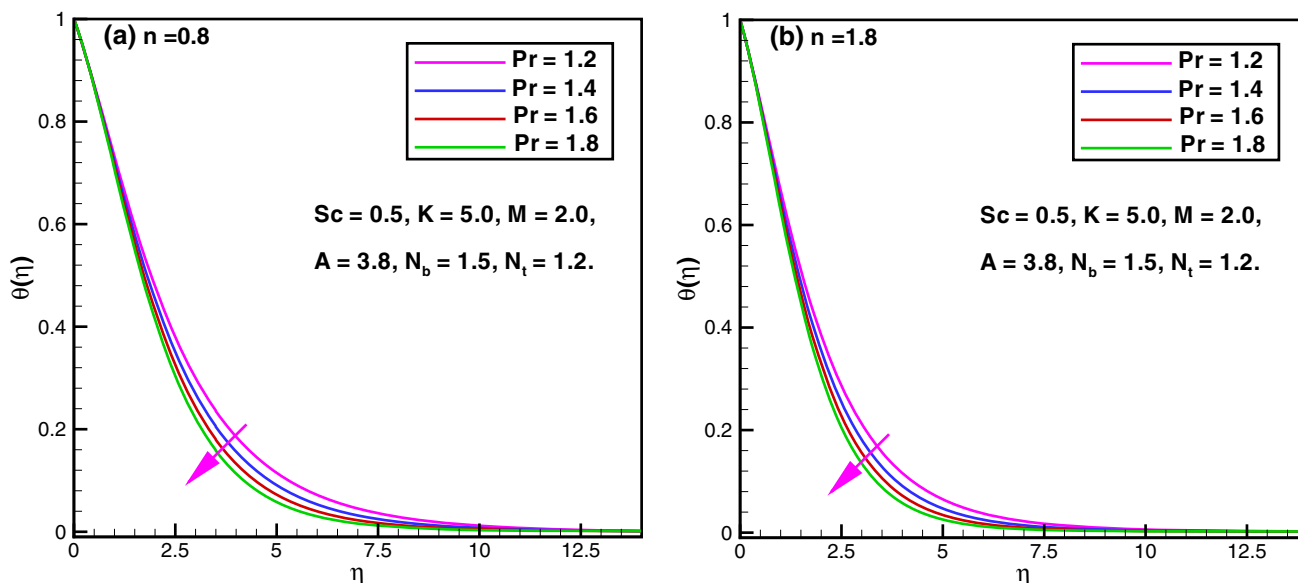 (a) n =0.8
Pr = 1.2
Pr = 1.4
Pr = 1.6
Pr = 1.8
Sc = 0.5, K = 5.0, M = 2.0,
A = 3.8, N_b = 1.5, N_t = 1.2.
θ(η)
1
0.8
0.6
0.4
0.2
0
0 2.5 5 7.5 10 12.5
η
(b) n =1.8
Pr = 1.2
Pr = 1.4
Pr = 1.6
Pr = 1.8
Sc = 0.5, K = 5.0, M = 2.0,
A = 3.8, N_b = 1.5, N_t = 1.2.
θ(η)
1
0.8
0.6
0.4
0.2
0
0 2.5 5 7.5 10 12.5
η